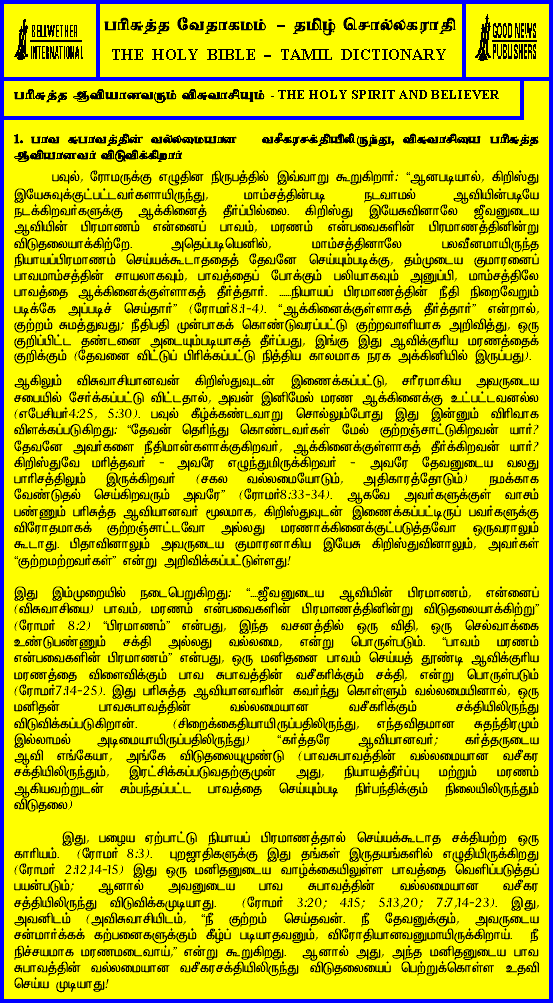 BELLWETHER
INTERNATIONAL
பரிசுத்த வேதாகமம் – தமிழ் சொல்லகராதி
THE HOLY BIBLE – TAMIL DICTIONARY
GOOD NEWS
PUBLISHERS
பரிசுத்த ஆவியானவரும் விசுவாசியும் - THE HOLY SPIRIT AND BELIEVER
1. பாவ சுபாவத்தின் வல்லமையான வசீகரசக்தியிலிருந்து, விசுவாசியை பரிசுத்த
ஆவியானவர் விடுவிக்கிறார்
பவுல், ரோமருக்கு எழுதின நிருபத்தில் இவ்வாறு கூறுகிறார்: “ஆனபடியால், கிறிஸ்து
இயேசுவுக்குட்பட்டவர்களாயிருந்து, மாம்சத்தின்படி நடவாமல் ஆவியின்படியே
நடக்கிறவர்களுக்கு ஆக்கினைத் தீர்ப்பில்லை. கிறிஸ்து இயேசுவினாலே ஜீவனுடைய
ஆவியின் பிரமாணம் என்னைப் பாவம், மரணம் என்பவைகளின் பிரமாணத்தினின்று
விடுதலையாக்கிற்றே. அதெப்படியெனில், மாம்சத்தினாலே பலவீனமாயிருந்த
நியாயப்பிரமாணம் செய்யக்கூடாததைத் தேவனே செய்யும்படிக்கு, தம்முடைய குமாரனைப்
பாவமாம்சத்தின் சாயலாகவும், பாவத்தைப் போக்கும் பலியாகவும் அனுப்பி, மாம்சத்திலே
பாவத்தை ஆக்கினைக்குள்ளாகத் தீர்த்தார். .....நியாயப் பிரமாணத்தின் நீதி நிறைவேறும்
படிக்கே அப்படிச் செய்தார்” (ரோமர்8:1-4). “ஆக்கினைக்குள்ளாகத் தீர்த்தார்” என்றால்,
குற்றம் சுமத்துவது; நீதிபதி முன்பாகக் கொண்டுவரப்பட்டு குற்றவாளியாக அறிவித்து, ஒரு
குறிப்பிட்ட தண்டனை அடையும்படியாகத் தீர்ப்பது, இங்கு இது ஆவிக்குரிய மரணத்தைக்
குறிக்கும் (தேவனை விட்டுப் பிரிக்கப்பட்டு நித்திய காலமாக நரக அக்கினியில் இருப்பது).
ஆகிலும் விசுவாசியானவன் கிறிஸ்துவுடன் இணைக்கப்பட்டு, சரீரமாகிய அவருடைய
சபையில் சேர்க்கப்பட்டு விட்டதால், அவன் இனிமேல் மரண ஆக்கினைக்கு உட்பட்டவனல்ல
(எபேசியர்4:25, 5:30). பவுல் கீழ்க்கண்டவாறு சொல்லும்போது இது இன்னும் விரிவாக
விளக்கப்படுகிறது: “தேவன் தெரிந்து கொண்டவர்கள் மேல் குற்றஞ்சாட்டுகிறவன் யார்?
தேவனே அவர்களை நீதிமான்களாக்குகிறவர், ஆக்கினைக்குள்ளாகத் தீர்க்கிறவன் யார்?
கிறிஸ்துவே மரித்தவர் - அவரே எழுந்துமிருக்கிறவர் - அவரே தேவனுடைய வலது
பாரிசத்திலும் இருக்கிறவர் (சகல வல்லமையோடும், அதிகாரத்தோடும்) நமக்காக
வேண்டுதல் செய்கிறவரும் அவரே” (ரோமர்8:33-34). ஆகவே அவர்களுக்குள் வாசம்
பண்ணும் பரிசுத்த ஆவியானவர் மூலமாக, கிறிஸ்துவுடன் இணைக்கப்பட்டிருப் பவர்களுக்கு
விரோதமாகக் குற்றஞ்சாட்டவோ அல்லது மரணாக்கினைக்குட்படுத்தவோ ஒருவராலும்
கூடாது. பிதாவினாலும் அவருடைய குமாரனாகிய இயேசு கிறிஸ்துவினாலும், அவர்கள்
“குற்றமற்றவர்கள்” என்று அறிவிக்கப்பட்டுள்ளது!
இது இம்முறையில் நடைபெறுகிறது: “...ஜீவனுடைய ஆவியின் பிரமாணம், என்னைப்
(விசுவாசியை) பாவம், மரணம் என்பவைகளின் பிரமாணத்தினின்று விடுதலையாக்கிற்று”
(ரோமர் 8:2) “பிரமாணம்” என்பது, இந்த வசனத்தில் ஒரு விதி, ஒரு செல்வாக்கை
உண்டுபண்ணும் சக்தி அல்லது வல்லமை, என்று பொருள்படும். “பாவம் மரணம்
என்பவைகளின் பிரமாணம்” என்பது, ஒரு மனிதனை பாவம் செய்யத் தூண்டி ஆவிக்குரிய
மரணத்தை விளைவிக்கும் பாவ சுபாவத்தின் வசீகரிக்கும் சக்தி, என்று பொருள்படும்
(ரோமர்7:14-25). இது பரிசுத்த ஆவியானவரின் கவர்ந்து கொள்ளும் வல்லமையினால், ஒரு
மனிதன் பாவசுபாவத்தின் வல்லமையான வசீகரிக்கும் சக்தியிலிருந்து
விடுவிக்கப்படுகிறான். (சிறைக்கைதியாயிருப்பதிலிருந்து, எந்தவிதமான சுதந்திரமும்
இல்லாமல் அடிமையாயிருப்பதிலிருந்து) “கர்த்தரே ஆவியானவர்; கர்த்தருடைய
ஆவி எங்கேயோ, அங்கே விடுதலையுமுண்டு (பாவசுபாவத்தின் வல்லமையான வசீகர
சக்தியிலிருந்தும், இரட்சிக்கப்படுவதற்குமுன் அது, நியாயத்தீர்ப்பு மற்றும் மரணம்
ஆகியவற்றுடன் சம்பந்தப்பட்ட பாவத்தை செய்யும்படி நிர்பந்திக்கும் நிலையிலிருந்தும்
விடுதலை)
இது, பழைய ஏற்பாட்டு நியாயப் பிரமாணத்தால் செய்யக்கூடாத சக்தியற்ற ஒரு
காரியம். (ரோமர் 8:3). புறஜாதிகளுக்கு இது தங்கள் இருதயங்களில் எழுதியிருக்கிறது
(ரோமர் 2:12,14-15) இது ஒரு மனிதனுடைய வாழ்க்கையிலுள்ள பாவத்தை வெளிப்படுத்தப்
பயன்படும்; ஆனால் அவனுடைய பாவ சுபாவத்தின் வல்லமையான வசீகர
சத்தியிலிருந்து விடுவிக்கமுடியாது. (ரோமர் 3:20; 4:15; 5:13,20; 7:7,14-23). இது,
அவனிடம் (அவிசுவாசியிடம், “நீ குற்றம் செய்தவன். நீ தேவனுக்கும், அவருடைய
சன்மார்க்கக் கற்பனைகளுக்கும் கீழ்ப் படியாதவனும், விரோதியானவனுமாயிருக்கிறாய். நீ
நிச்சயமாக மரணமடைவாய்,” என்று கூறுகிறது. ஆனால் அது, அந்த மனிதனுடைய பாவ
சுபாவத்தின் வல்லமையான வசீகரசக்தியிலிருந்து விடுதலையைப் பெற்றுக்கொள்ள உதவி
செய்ய முடியாது!